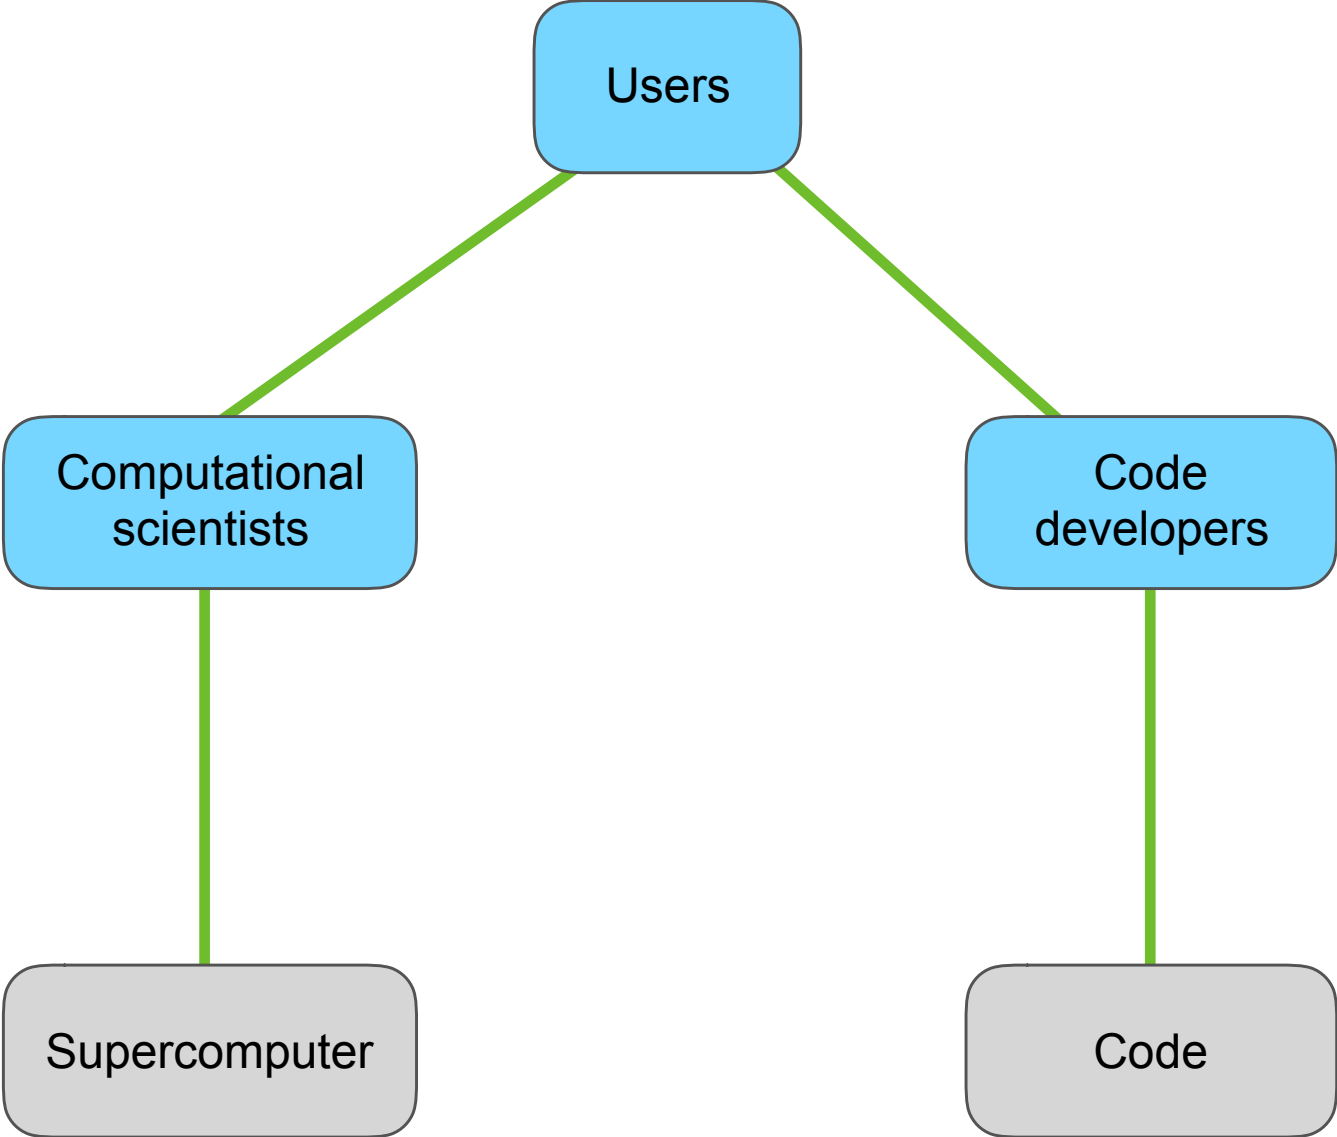 Users
Computational
scientists
Code
developers
Supercomputer
Code